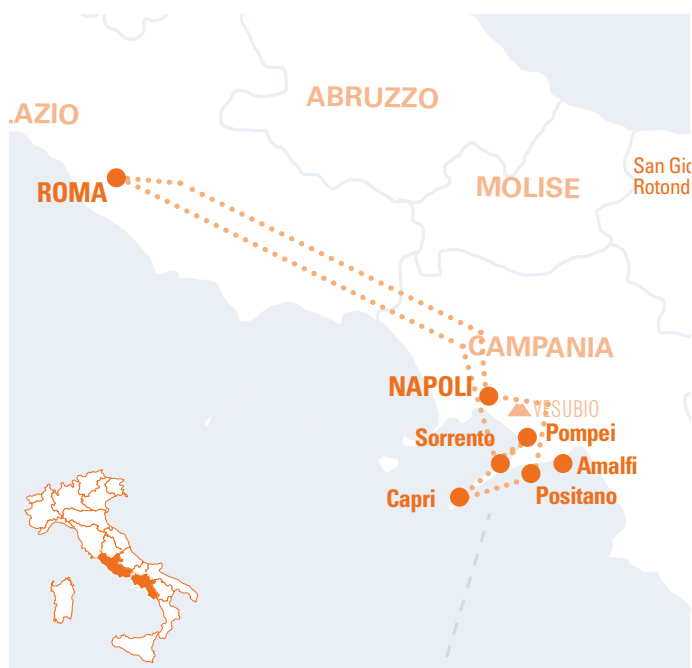 ABRUZZO
LAZIO
San Gio
Rotond
MOLISE
ROMA
CAMPANIA
NAPOLI
VESUBIO
Sorrento
Pompei
Amalfi
Capri
Positano